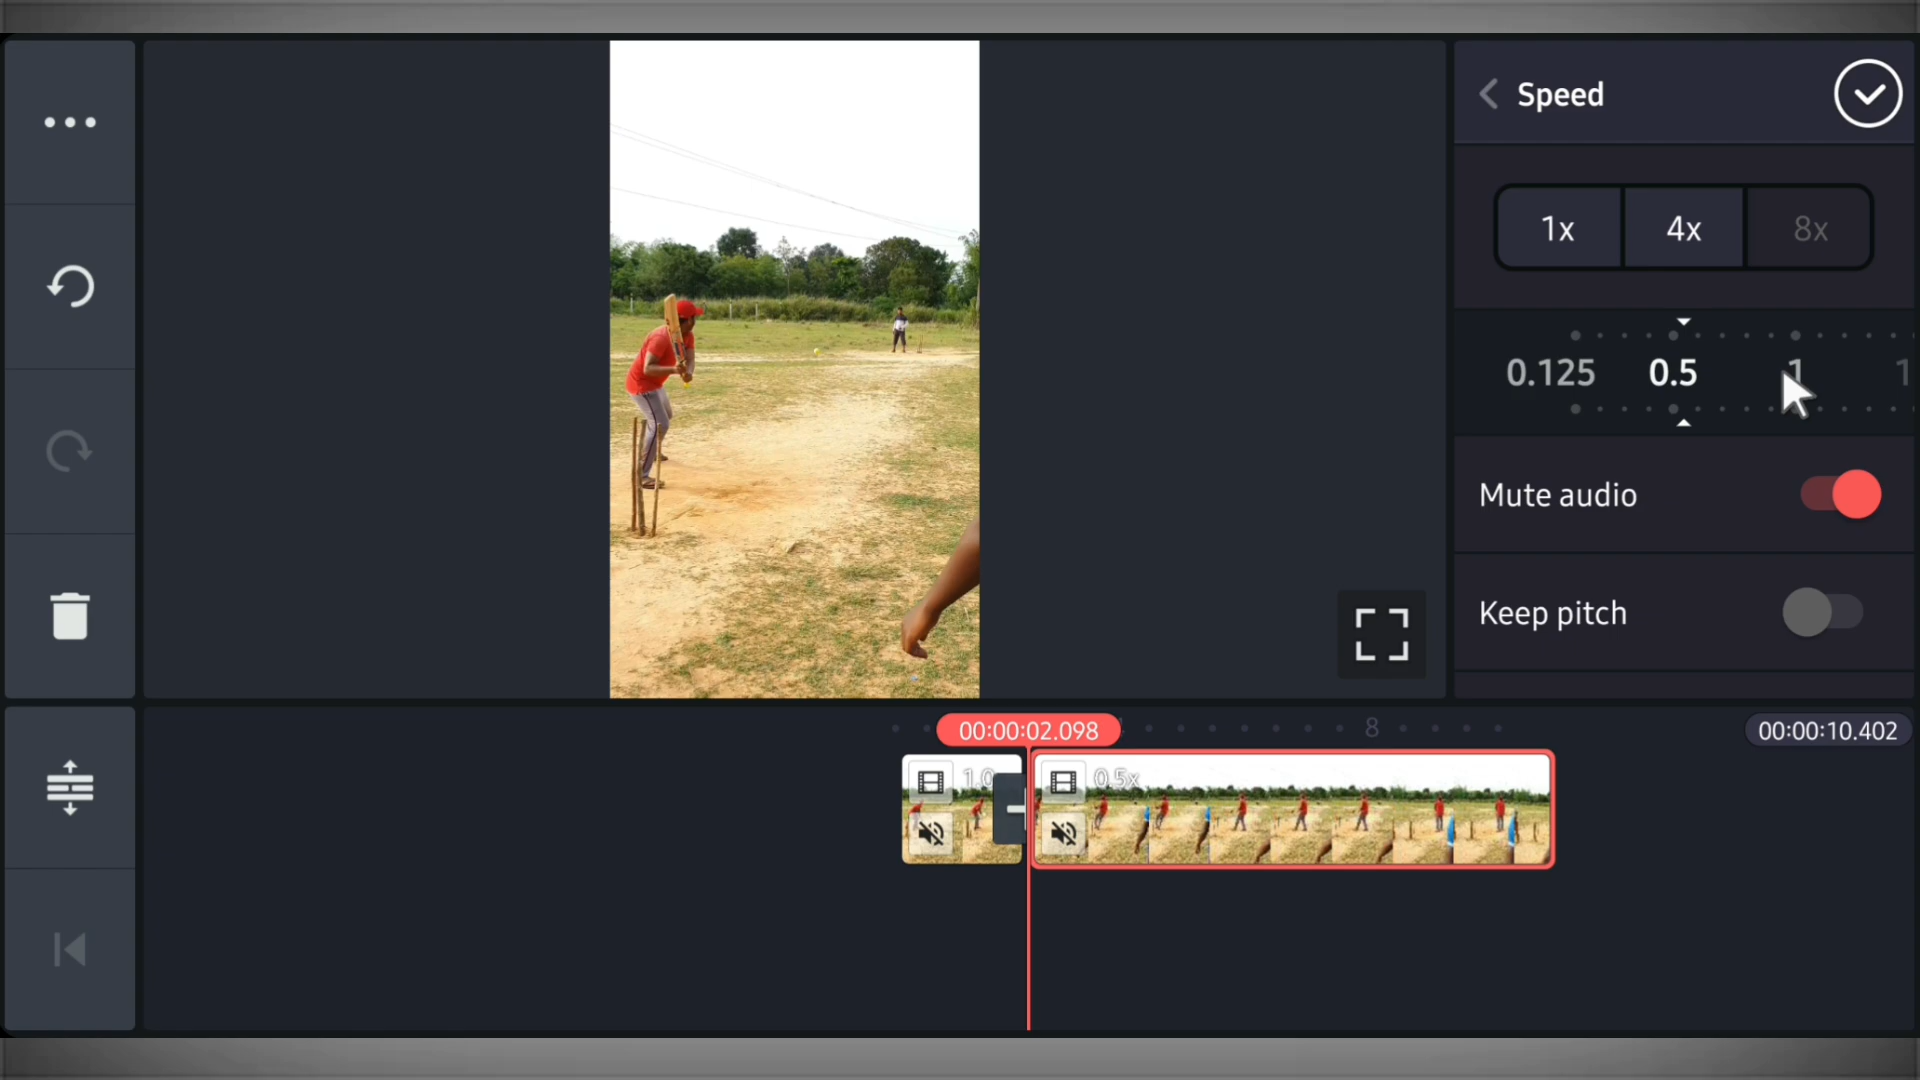 Speed
1x 4x 8x
0.125 0.5 1 1
Mute audio
Keep pitch
00:00:02.098 8 00:00:10.402
1.0 0.5x